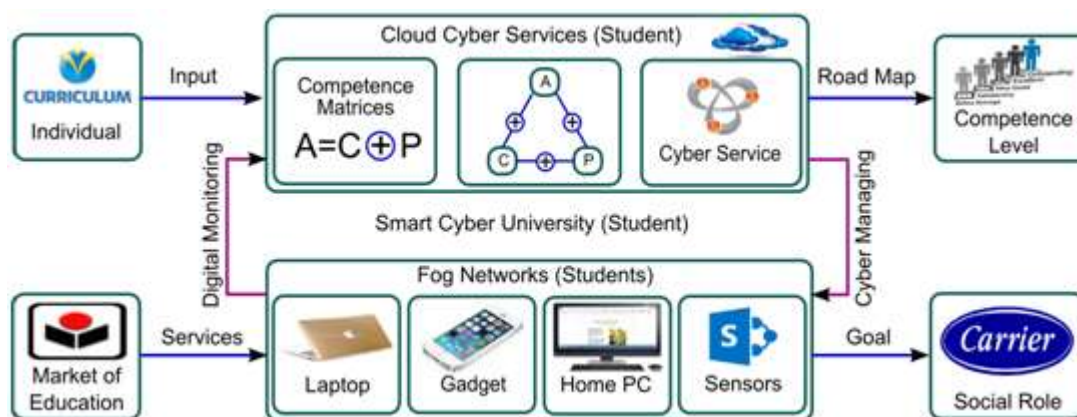 Cloud Cyber Services (Student)
CURRICULUM
Individual
Input
Competence
Matrices
A=C⊕P
A
C
P
Cyber Service
Road Map
Competence
Level
Digital Monitoring
Smart Cyber University (Student)
Cyber Managing
Fog Networks (Students)
Market of
Education
Services
Laptop
Gadget
Home PC
S
Sensors
Goal
Carrier
Social Role